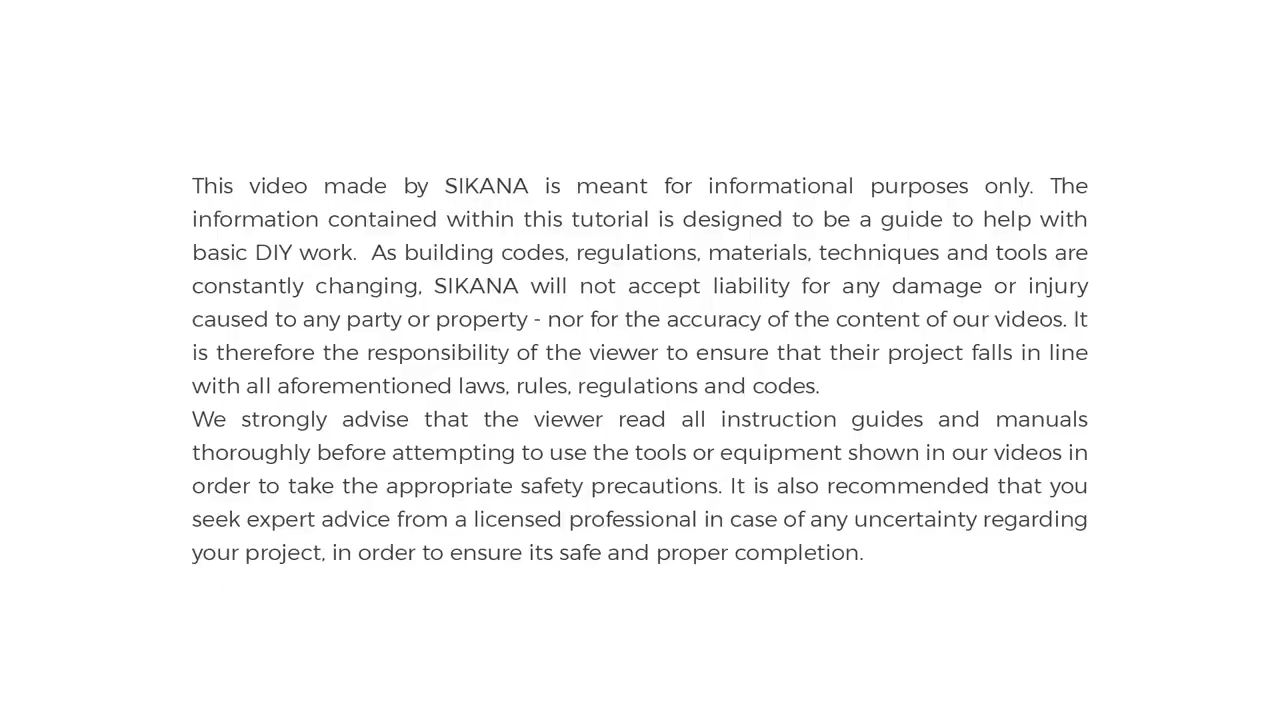 This video made by SIKANA is meant for informational purposes only. The
information contained within this tutorial is designed to be a guide to help with
basic DIY work.  As building codes, regulations, materials, techniques and tools are
constantly changing, SIKANA will not accept liability for any damage or injury
caused to any party or property - nor for the accuracy of the content of our videos. It
is therefore the responsibility of the viewer to ensure that their project falls in line
with all aforementioned laws, rules, regulations and codes.
We strongly advise that the viewer read all instruction guides and manuals
thoroughly before attempting to use the tools or equipment shown in our videos in
order to take the appropriate safety precautions. It is also recommended that you
seek expert advice from a licensed professional in case of any uncertainty regarding
your project, in order to ensure its safe and proper completion.